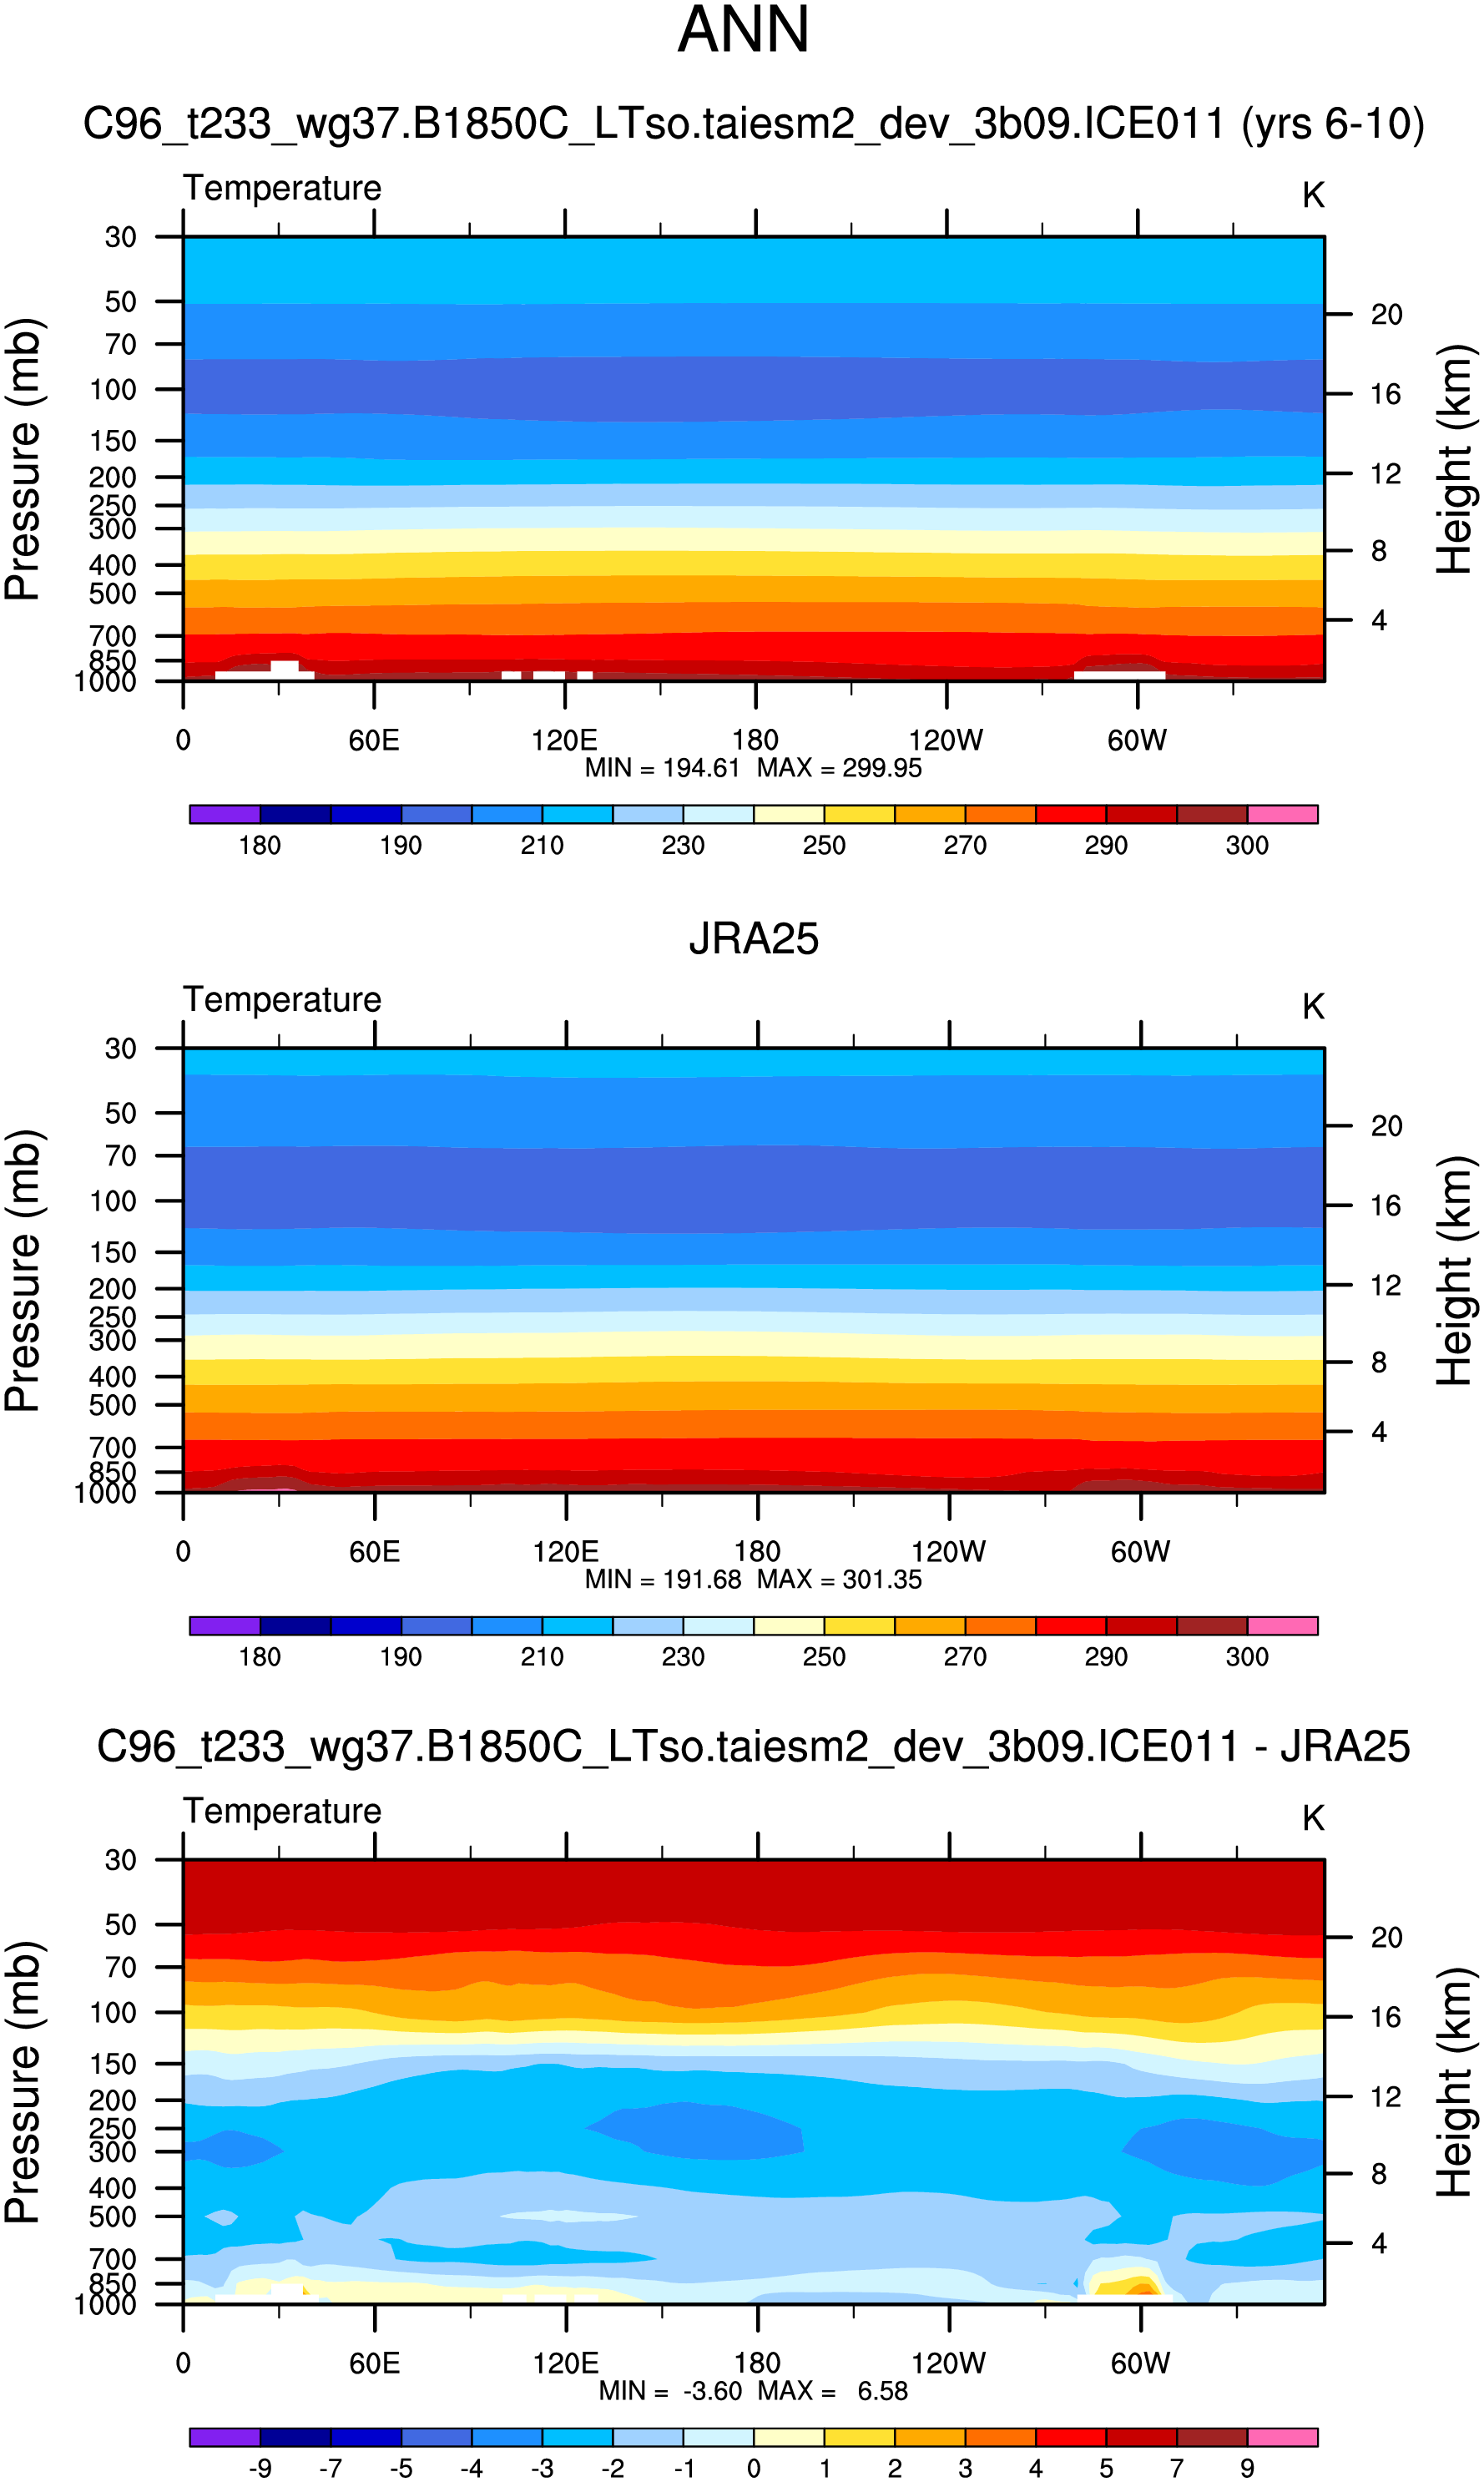 ANN
C96_t233_wg37.B1850C_LTso.taiesm2_dev_3b09.ICE011 (yrs 6-10)
Temperature K
Pressure (mb)
30
50
70
100
150
200
250
300
400
500
700
850
1000
Height (km)
20
16
12
8
4
0 60E 120E 180 120W 60W
MIN = 194.61 MAX = 299.95
180 190 210 230 250 270 290 300
JRA25
Temperature K
Pressure (mb)
30
50
70
100
150
200
250
300
400
500
700
850
1000
Height (km)
20
16
12
8
4
0 60E 120E 180 120W 60W
MIN = 191.68 MAX = 301.35
180 190 210 230 250 270 290 300
C96_t233_wg37.B1850C_LTso.taiesm2_dev_3b09.ICE011 - JRA25
Temperature K
Pressure (mb)
30
50
70
100
150
200
250
300
400
500
700
850
1000
Height (km)
20
16
12
8
4
0 60E 120E 180 120W 60W
MIN = -3.60 MAX = 6.58
-9 -7 -5 -4 -3 -2 -1 0 1 2 3 4 5 7 9